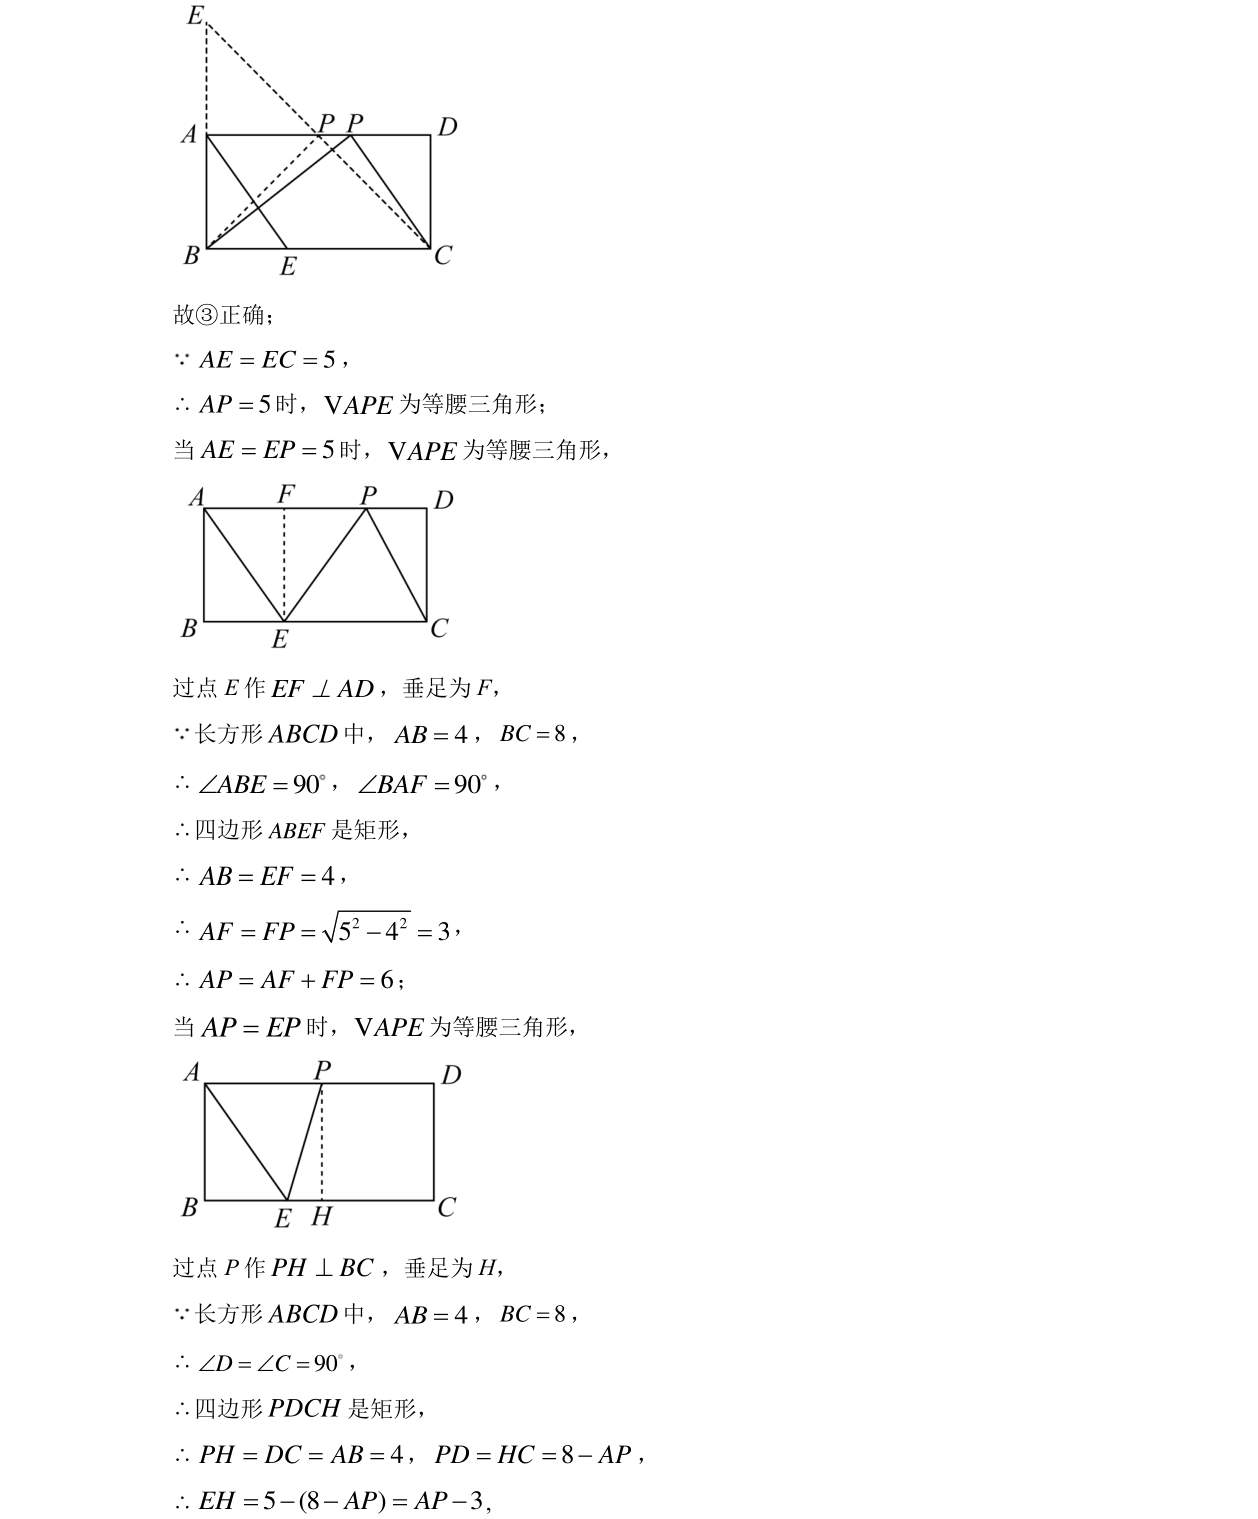 E
A P P D
B E C
故③正确；
∵ AE = EC = 5，
∴ AP = 5时，VAPE 为等腰三角形；
当 AE = EP = 5时，VAPE 为等腰三角形，
A F P D
B E C
过点 E 作 EF ⊥ AD，垂足为 F，
∵长方形 ABCD 中， AB = 4， BC = 8，
∴ ∠ABE = 90°， ∠BAF = 90°，
∴四边形 ABEF 是矩形，
∴ AB = EF = 4，
∴ AF = FP = √(5² − 4²) = 3，
∴ AP = AF + FP = 6；
当 AP = EP 时，VAPE 为等腰三角形，
A P D
B E H C
过点 P 作 PH ⊥ BC ，垂足为 H，
∵长方形 ABCD 中， AB = 4， BC = 8，
∴ ∠D = ∠C = 90°，
∴四边形 PDCH 是矩形，
∴ PH = DC = AB = 4， PD = HC = 8 − AP，
∴ EH = 5 − (8 − AP) = AP − 3，